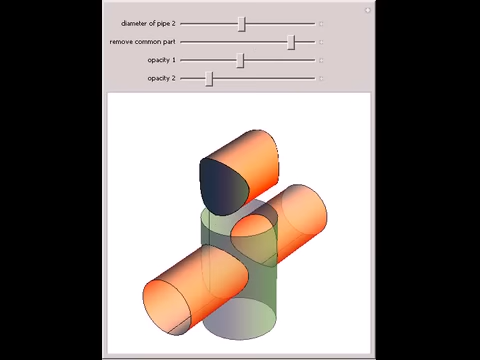 diameter of pipe 2
remove common part
opacity 1
opacity 2